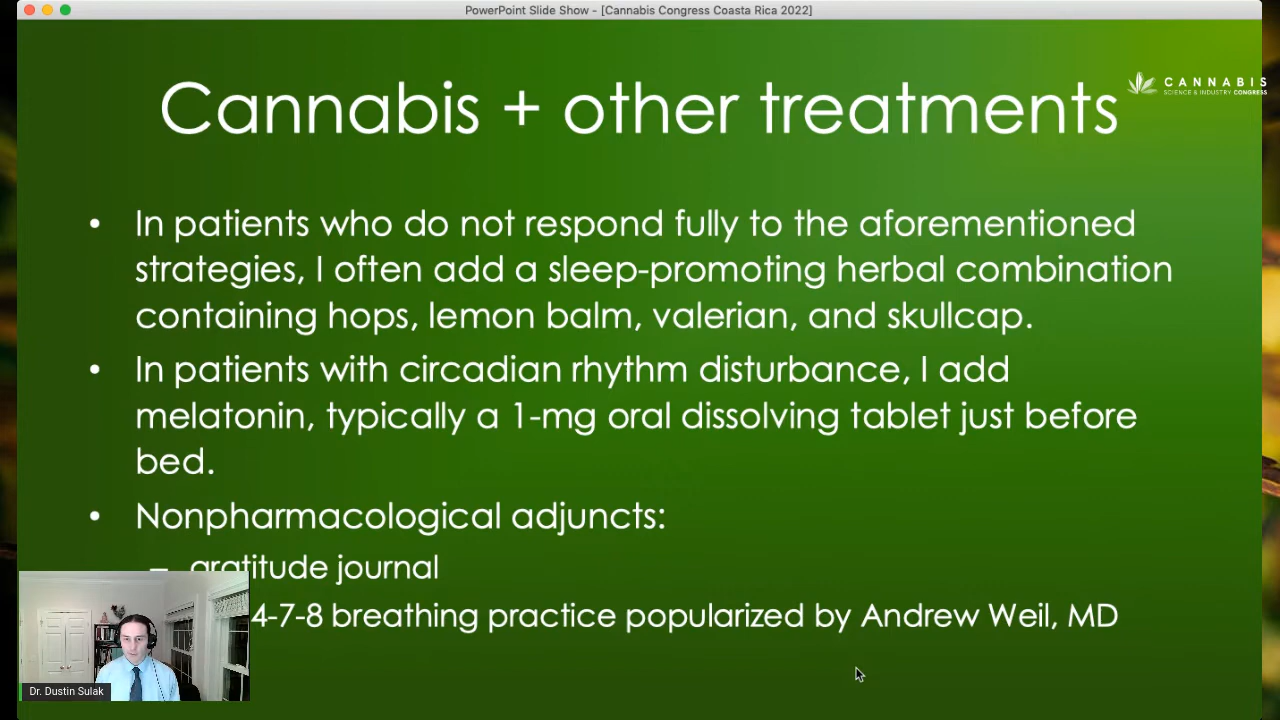 PowerPoint Slide Show - [Cannabis Congress Coasta Rica 2022]
CANNABIS
SCIENCE & INDUSTRY CONGRESS
Cannabis + other treatments
• In patients who do not respond fully to the aforementioned
strategies, I often add a sleep-promoting herbal combination
containing hops, lemon balm, valerian, and skullcap.
• In patients with circadian rhythm disturbance, I add
melatonin, typically a 1-mg oral dissolving tablet just before
bed.
• Nonpharmacological adjuncts:
– gratitude journal
4-7-8 breathing practice popularized by Andrew Weil, MD
Dr. Dustin Sulak